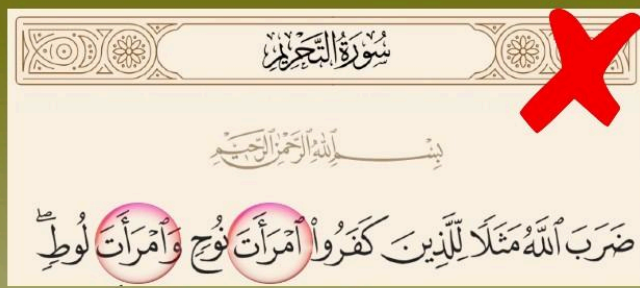 سُورَةُ التَّحْرِيمِ
بِسْمِ ٱللَّهِ ٱلرَّحْمَٰنِ ٱلرَّحِيمِ
ضَرَبَ ٱللَّهُ مَثَلًا لِّلَّذِينَ كَفَرُوا۟ ٱمْرَأَتَ نُوحٍ وَٱمْرَأَتَ لُوطٍۖ